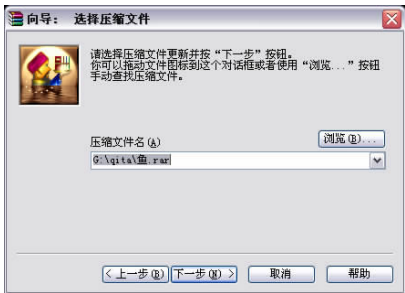 向导： 选择压缩文件
请选择压缩文件更新并按“下一步”按钮。
你可以拖动文件图标到这个对话框或者使用“浏览...”按钮
手动查找压缩文件。
压缩文件名(A)
浏览(B)...
G:\qita\鱼.rar
<上一步(B) 下一步(N) > 取消 帮助